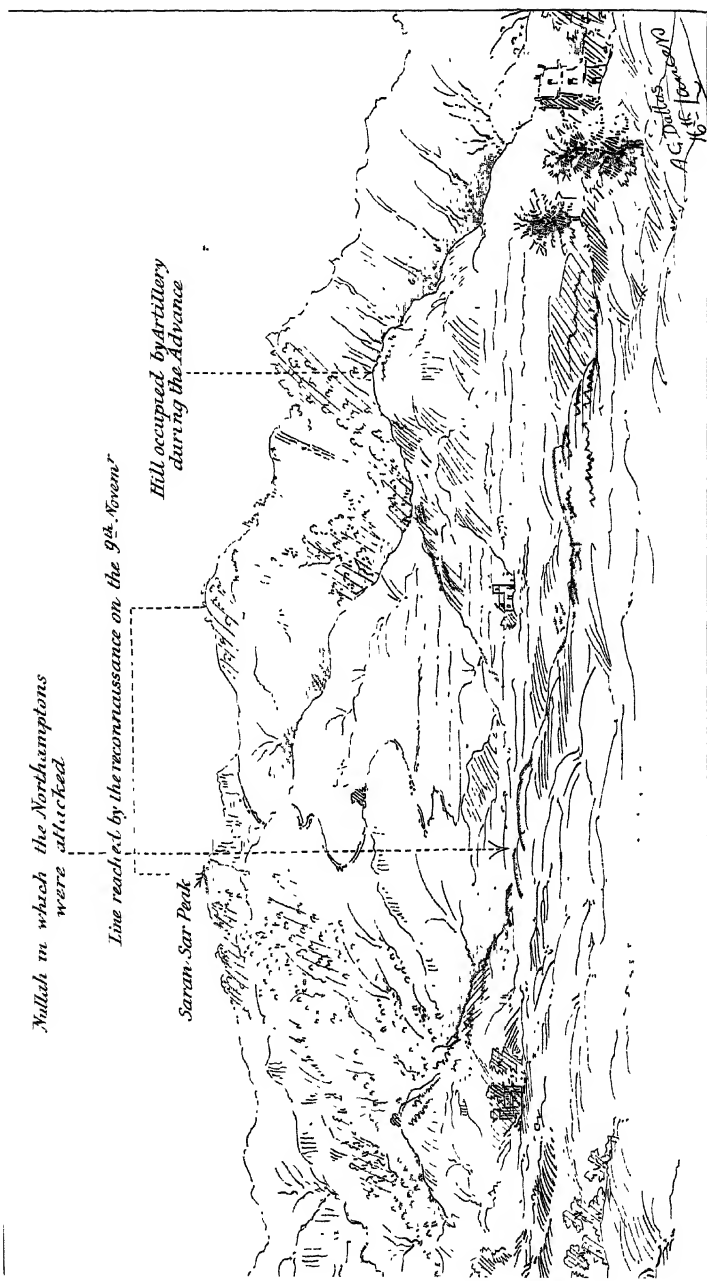 Nullah in which the Northamptons
were attacked
Line reached by the reconnaissance on the 9th Novemr
Saran Sar Peak
Hill occupied by Artillery
during the Advance
A G Dallas
16th Lancers